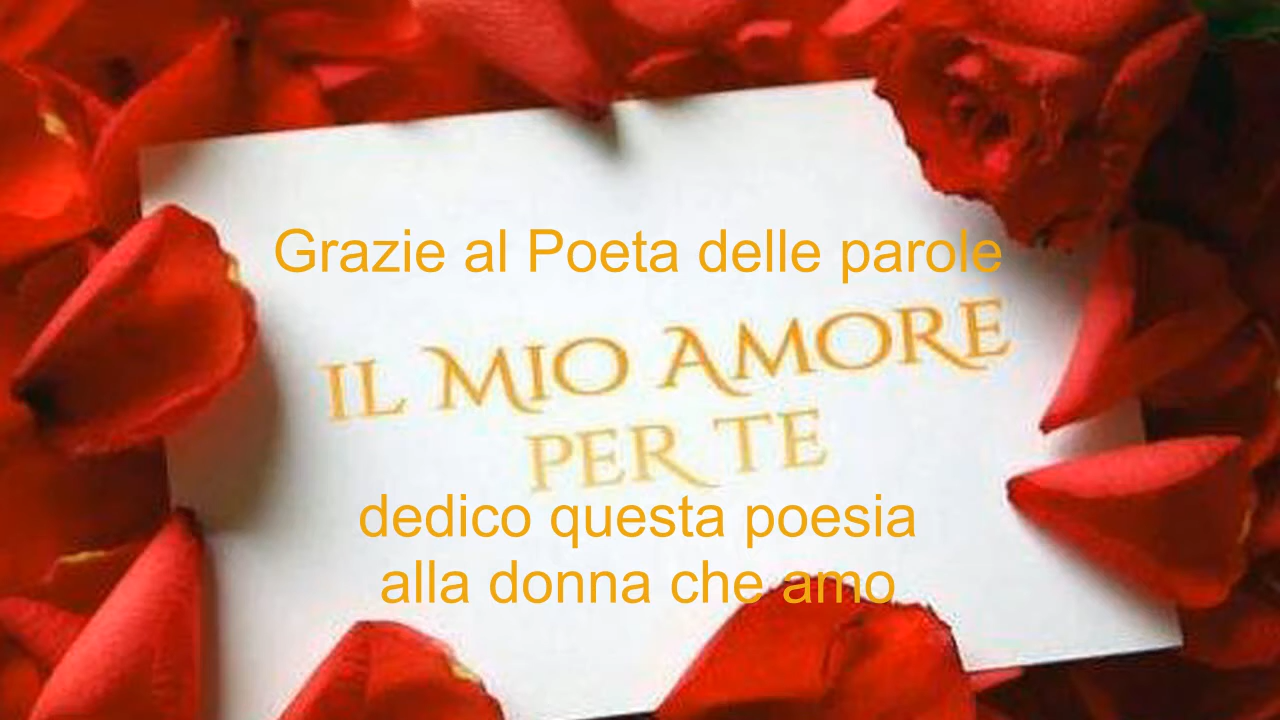 Grazie al Poeta delle parole
IL MIO AMORE
PER TE
dedico questa poesia
alla donna che amo